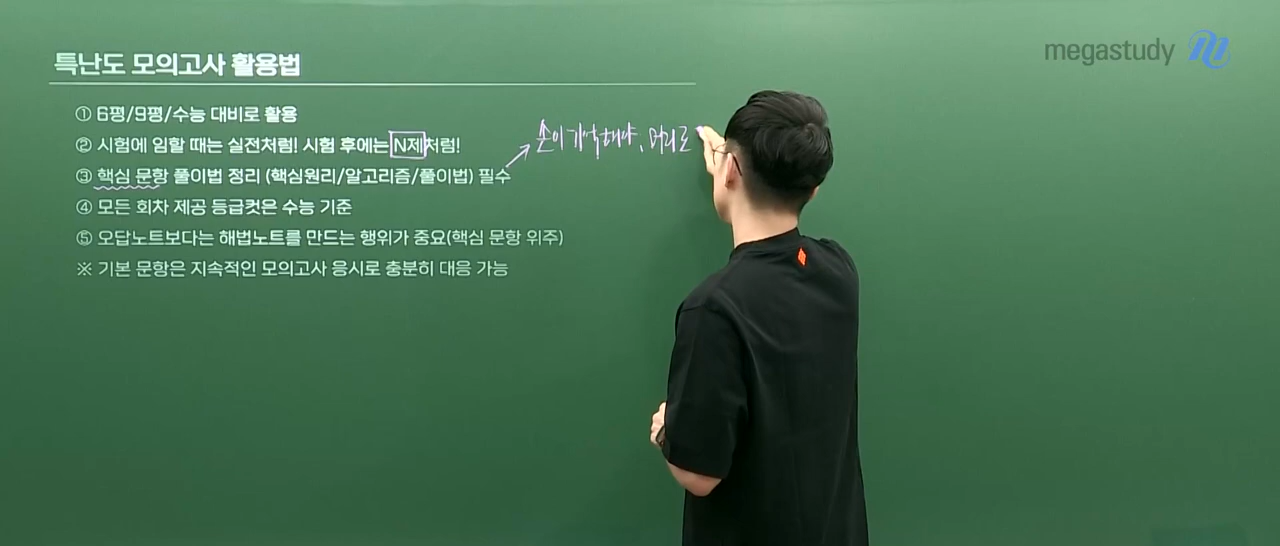 megastudy
특난도 모의고사 활용법
① 6평/9평/수능 대비로 활용
② 시험에 임할 때는 실전처럼! 시험 후에는 N제처럼!
손이 기억해야, 머리로
③ 핵심 문항 풀이법 정리 (핵심원리/알고리즘/풀이법) 필수
④ 모든 회차 제공 등급컷은 수능 기준
⑤ 오답노트보다는 해법노트를 만드는 행위가 중요(핵심 문항 위주)
※ 기본 문항은 지속적인 모의고사 응시로 충분히 대응 가능